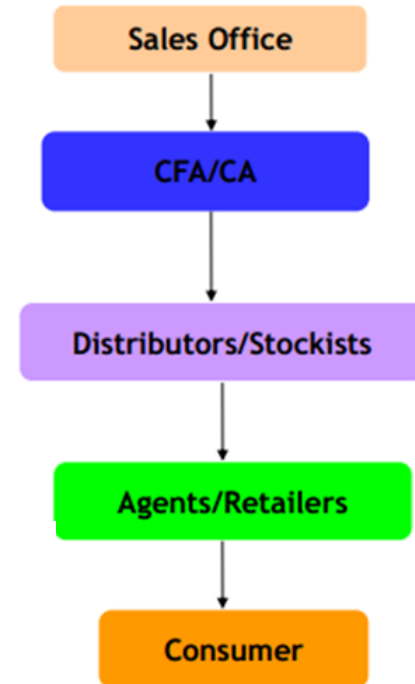 Sales Office
CFA/CA
Distributors/Stockists
Agents/Retailers
Consumer